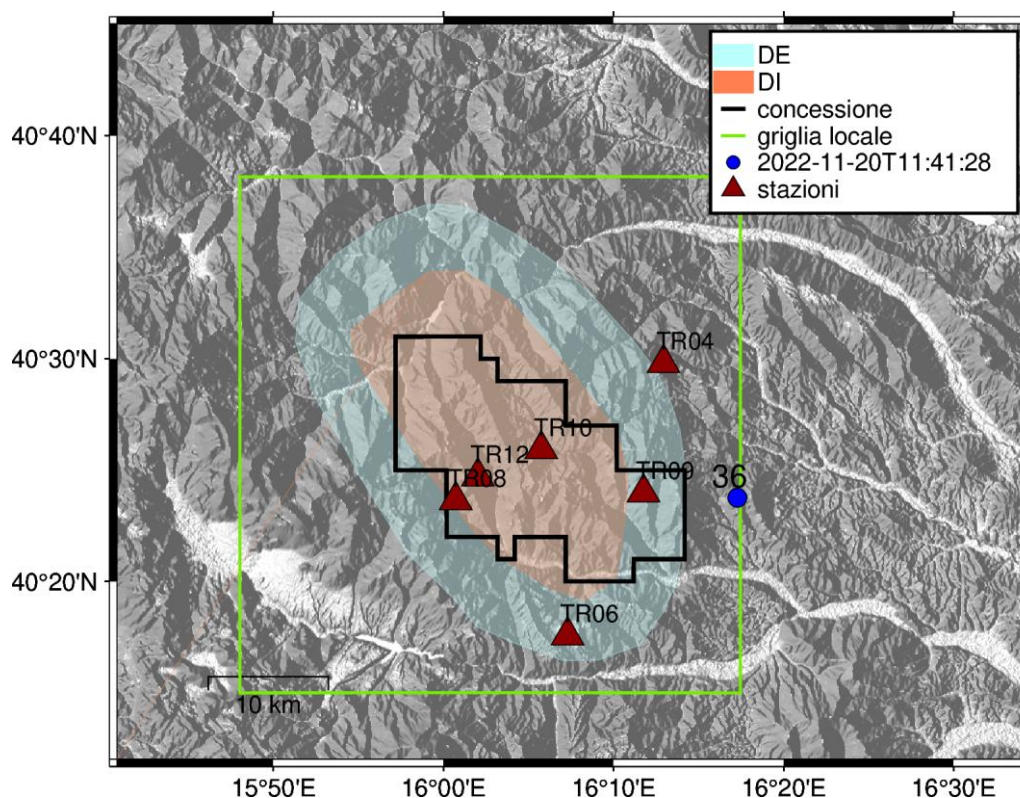 DE
DI
concessione
griglia locale
2022-11-20T11:41:28
stazioni
40°40'N
40°30'N
40°20'N
TR04
TR10
TR12
TR08
TR09
36
TR06
10 km
15°50'E
16°00'E
16°10'E
16°20'E
16°30'E